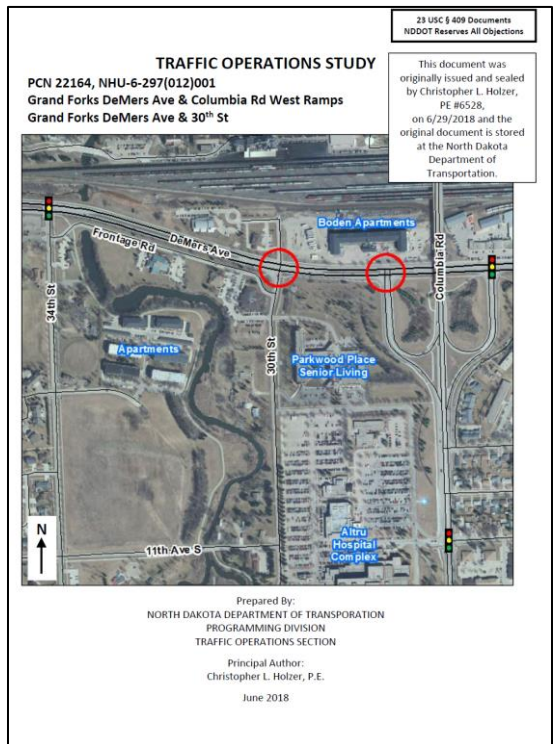 23 USC § 409 Documents
NDDOT Reserves All Objections
TRAFFIC OPERATIONS STUDY
PCN 22164, NHU-6-297(012)001
Grand Forks DeMers Ave & Columbia Rd West Ramps
Grand Forks DeMers Ave & 30th St
This document was
originally issued and sealed
by Christopher L. Holzer,
PE #6528,
on 6/29/2018 and the
original document is stored
at the North Dakota
Department of
Transportation.
Boden Apartments
DeMers Ave
Frontage Rd
Columbia Rd
34th St
Apartments
30th St
Parkwood Place
Senior Living
N
11th Ave S
Altru
Hospital
Complex
Prepared By:
NORTH DAKOTA DEPARTMENT OF TRANSPORATION
PROGRAMMING DIVISION
TRAFFIC OPERATIONS SECTION
Principal Author:
Christopher L. Holzer, P.E.
June 2018